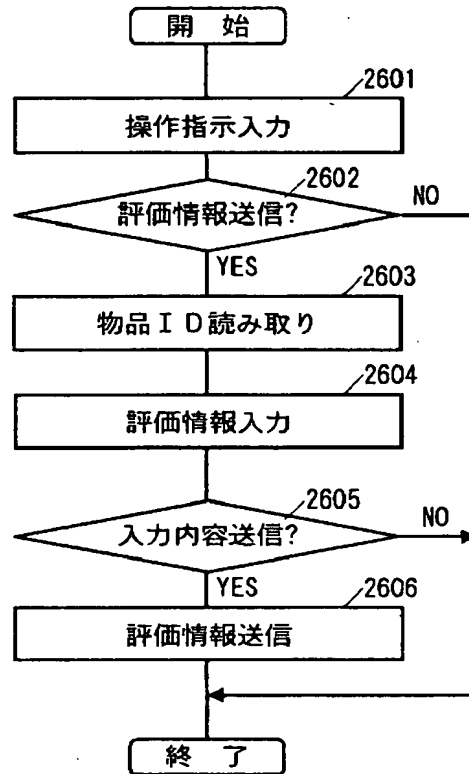 開 始
2601
操作指示入力
2602
評価情報送信?
NO
YES
2603
物品ID読み取り
2604
評価情報入力
2605
入力内容送信?
NO
YES
2606
評価情報送信
終 了